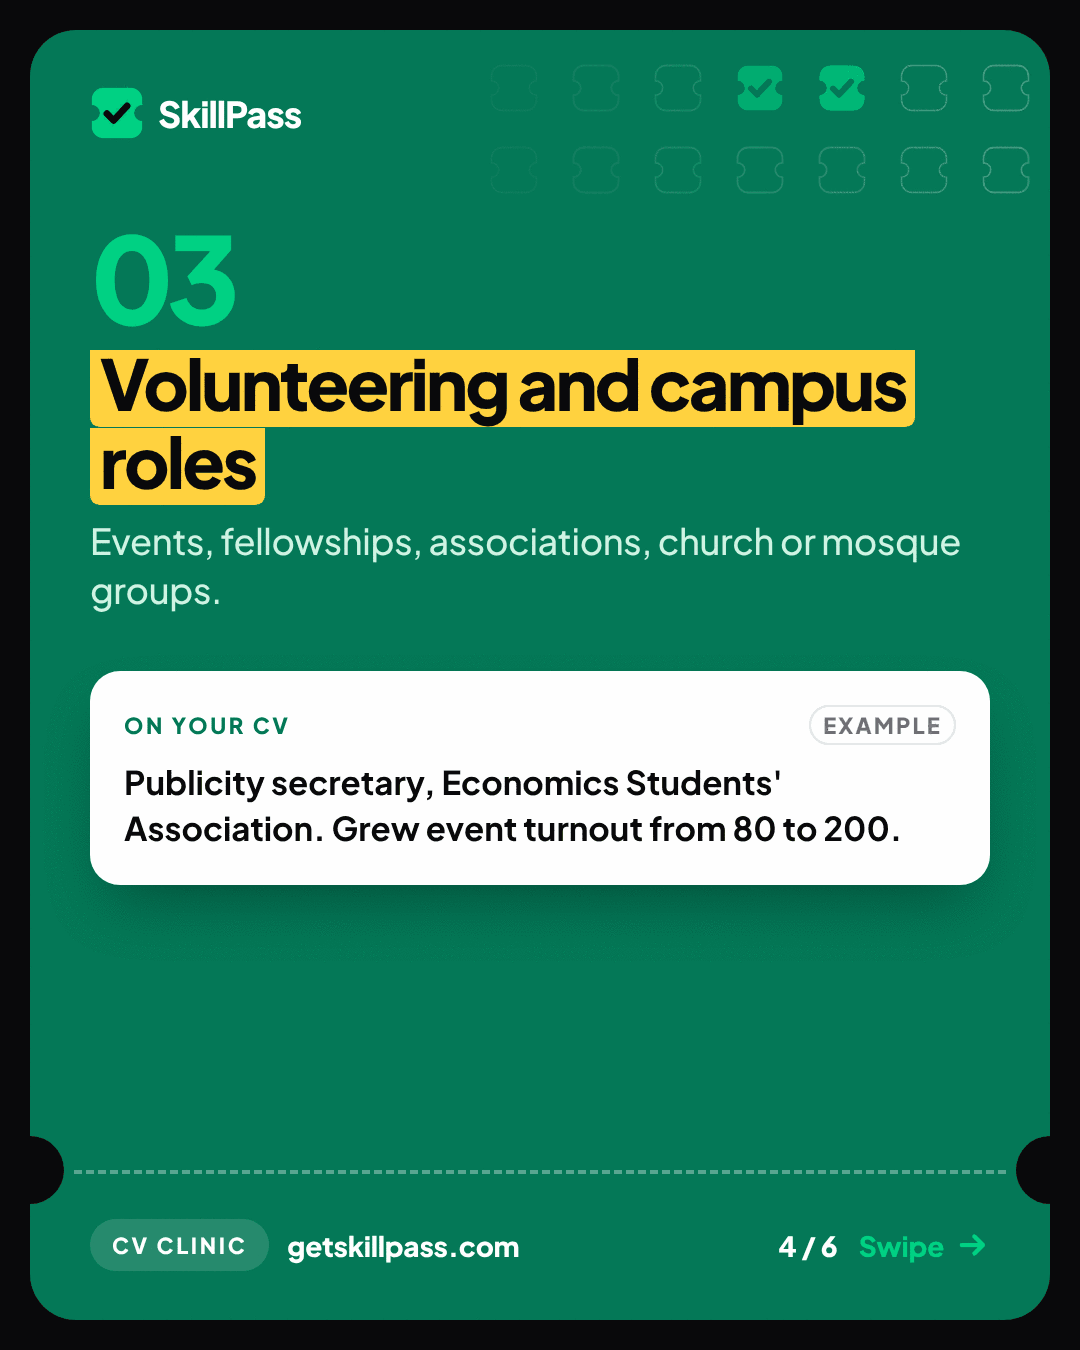 SkillPass
03
Volunteering and campus
roles
Events, fellowships, associations, church or mosque
groups.
ON YOUR CV
EXAMPLE
Publicity secretary, Economics Students'
Association. Grew event turnout from 80 to 200.
CV CLINIC
getskillpass.com
4 / 6
Swipe →